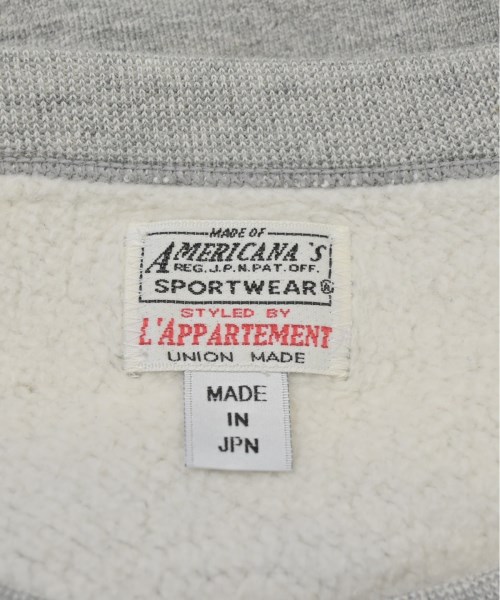 MADE OF
AMERICANA'S
REG.J.P.N.PAT.OFF.
SPORTWEAR®
STYLED BY
L'APPARTEMENT
UNION MADE
MADE
IN
JPN